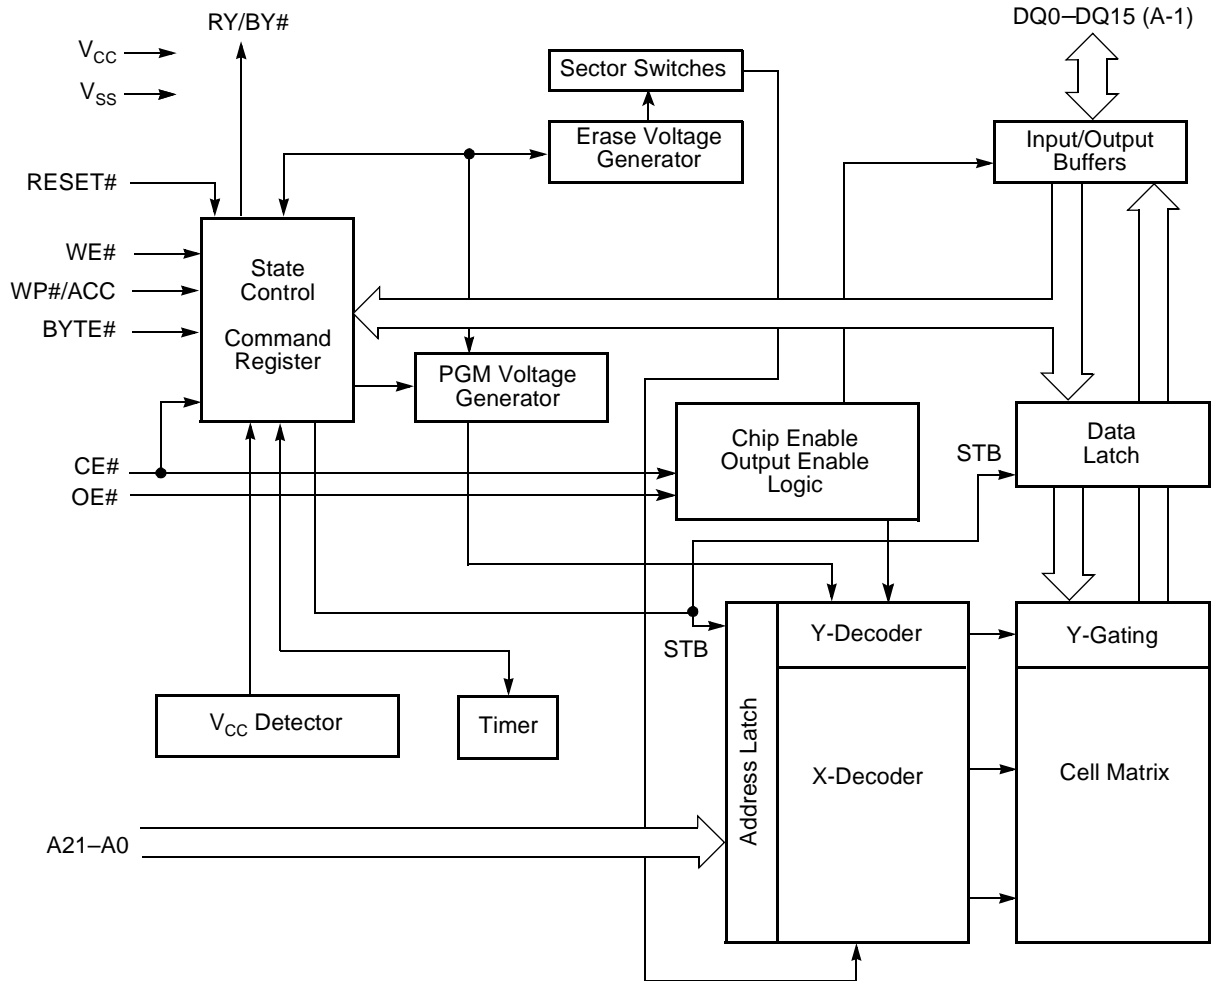 RY/BY#
DQ0–DQ15 (A-1)
VCC
VSS
Sector Switches
Erase Voltage
Generator
Input/Output
Buffers
RESET#
WE#
WP#/ACC
BYTE#
State
Control
Command
Register
PGM Voltage
Generator
Chip Enable
Output Enable
Logic
CE#
OE#
STB
Data
Latch
STB
Y-Decoder
Y-Gating
VCC Detector
Timer
Address Latch
X-Decoder
Cell Matrix
A21–A0